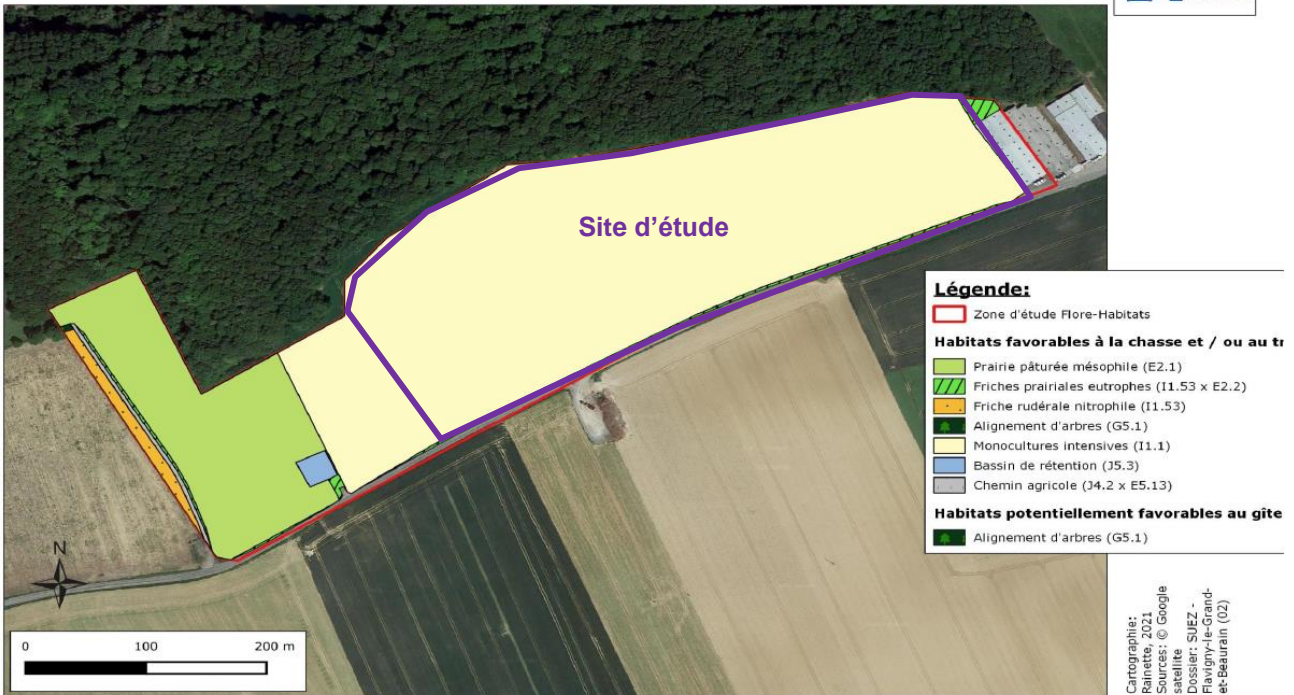 Site d'étude
Légende:
Zone d'étude Flore-Habitats
Habitats favorables à la chasse et / ou au
Prairie pâturée mésophile (E2.1)
Friches prairiales eutrophes (I1.53 x E2.2)
Friche rudérale nitrophile (I1.53)
Alignement d'arbres (G5.1)
Monocultures intensives (I1.1)
Bassin de rétention (J5.3)
Chemin agricole (J4.2 x E5.13)
Habitats potentiellement favorables au gîte
Alignement d'arbres (G5.1)
N
0 100 200 m
Cartographie:
Rainette, 2021
Sources: © Google
satellite
Dossier: SUEZ -
Flavigny-le-Grand-
et-Beaurain (02)